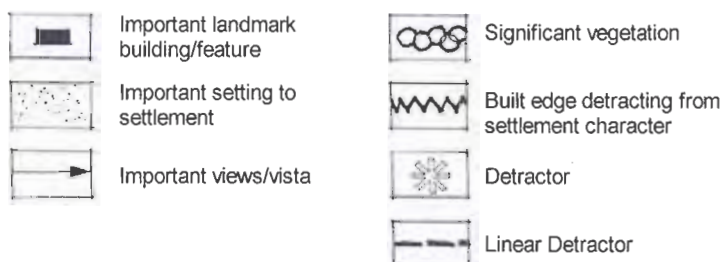 Important landmark
building/feature
Important setting to
settlement
Important views/vista
Significant vegetation
Built edge detracting from
settlement character
Detractor
Linear Detractor